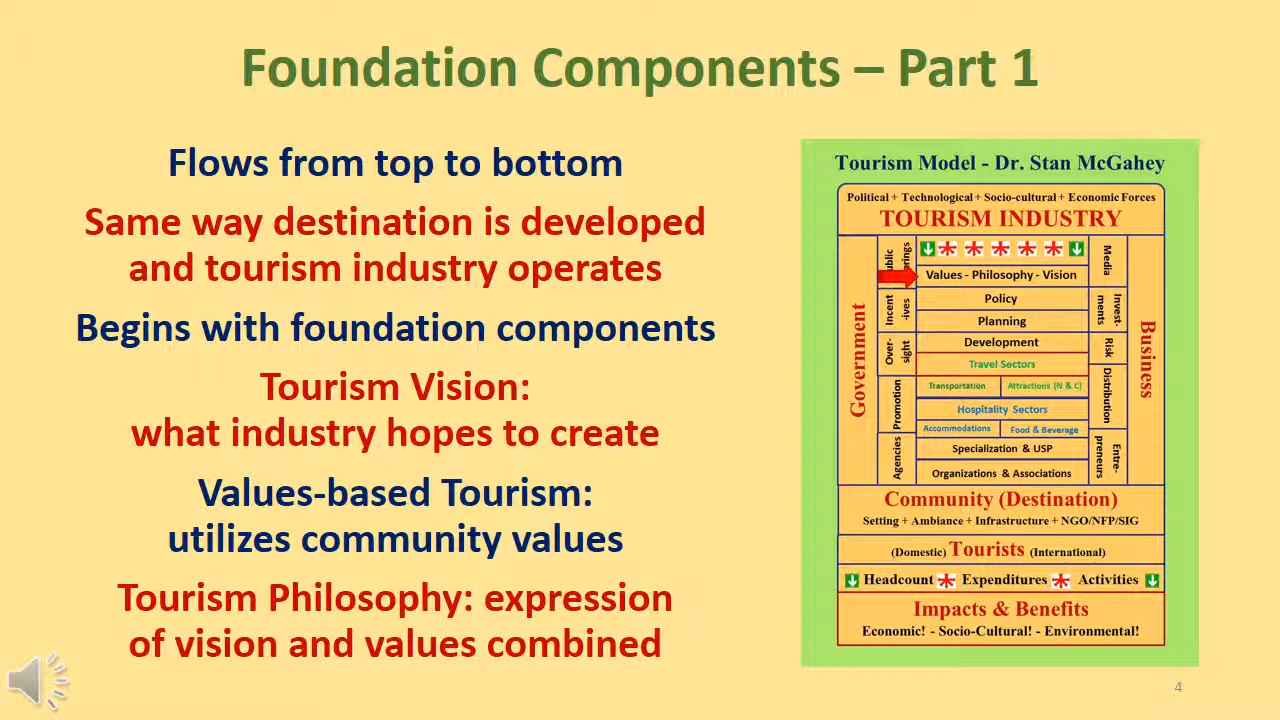 Foundation Components – Part 1
Flows from top to bottom
Same way destination is developed
and tourism industry operates
Begins with foundation components
Tourism Vision:
what industry hopes to create
Values-based Tourism:
utilizes community values
Tourism Philosophy: expression
of vision and values combined
Tourism Model - Dr. Stan McGahey
Political + Technological + Socio-cultural + Economic Forces
TOURISM INDUSTRY
Government
Incent
-ives
Over-
sight
Promotion
Agencies
Values - Philosophy - Vision
Policy
Planning
Development
Travel Sectors
Transportation
Attractions (N & C)
Hospitality Sectors
Accommodations
Food & Beverage
Specialization & USP
Organizations & Associations
Media
Invest-
ments
Risk
Distribution
Entre-
preneurs
Business
Community (Destination)
Setting + Ambiance + Infrastructure + NGO/NFP/SIG
(Domestic) Tourists (International)
Headcount Expenditures Activities
Impacts & Benefits
Economic! - Socio-Cultural! - Environmental!
4